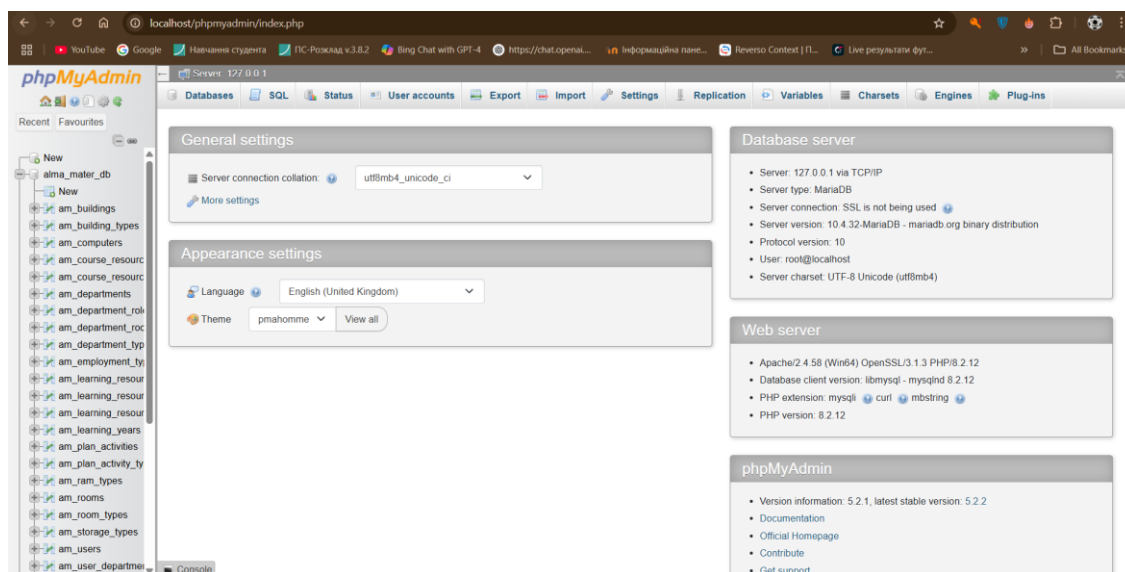 localhost/phpmyadmin/index.php
YouTube Google Навчання студента ПС-Розклад v.3.8.2 Bing Chat with GPT-4 https://chat.openai.... Інформаційна пане... Reverso Context | П... Live результати фут... » All Bookmarks
phpMyAdmin
Recent Favourites
New
alma_mater_db
New
am_buildings
am_building_types
am_computers
am_course_resourc
am_course_resourc
am_departments
am_department_role
am_department_roc
am_department_typ
am_employment_ty
am_learning_resour
am_learning_resour
am_learning_resour
am_learning_years
am_plan_activities
am_plan_activity_ty
am_ram_types
am_rooms
am_room_types
am_storage_types
am_users
am_user_departme
Server: 127.0.0.1
Databases SQL Status User accounts Export Import Settings Replication Variables Charsets Engines Plug-ins
General settings
Server connection collation: utf8mb4_unicode_ci
More settings
Appearance settings
Language English (United Kingdom)
Theme pmahomme View all
Console
Database server
• Server: 127.0.0.1 via TCP/IP
• Server type: MariaDB
• Server connection: SSL is not being used
• Server version: 10.4.32-MariaDB - mariadb.org binary distribution
• Protocol version: 10
• User: root@localhost
• Server charset: UTF-8 Unicode (utf8mb4)
Web server
• Apache/2.4.58 (Win64) OpenSSL/3.1.3 PHP/8.2.12
• Database client version: libmysql - mysqlnd 8.2.12
• PHP extension: mysqli curl mbstring
• PHP version: 8.2.12
phpMyAdmin
• Version information: 5.2.1, latest stable version: 5.2.2
• Documentation
• Official Homepage
• Contribute
• Get support